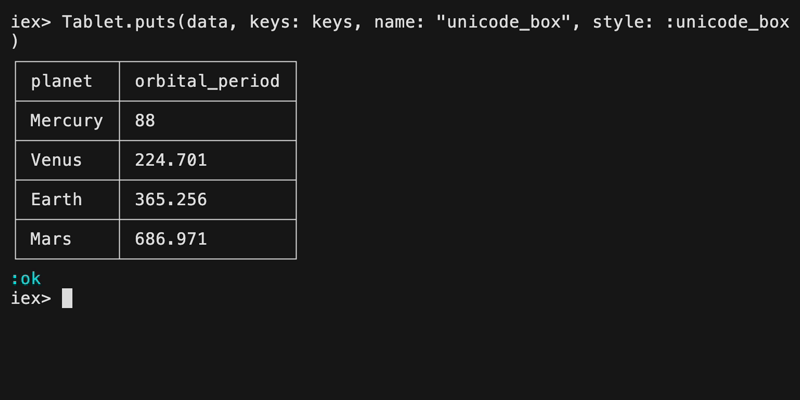 iex> Tablet.puts(data, keys: keys, name: "unicode_box", style: :unicode_box
)
planet orbital_period
Mercury 88
Venus 224.701
Earth 365.256
Mars 686.971
:ok
iex>